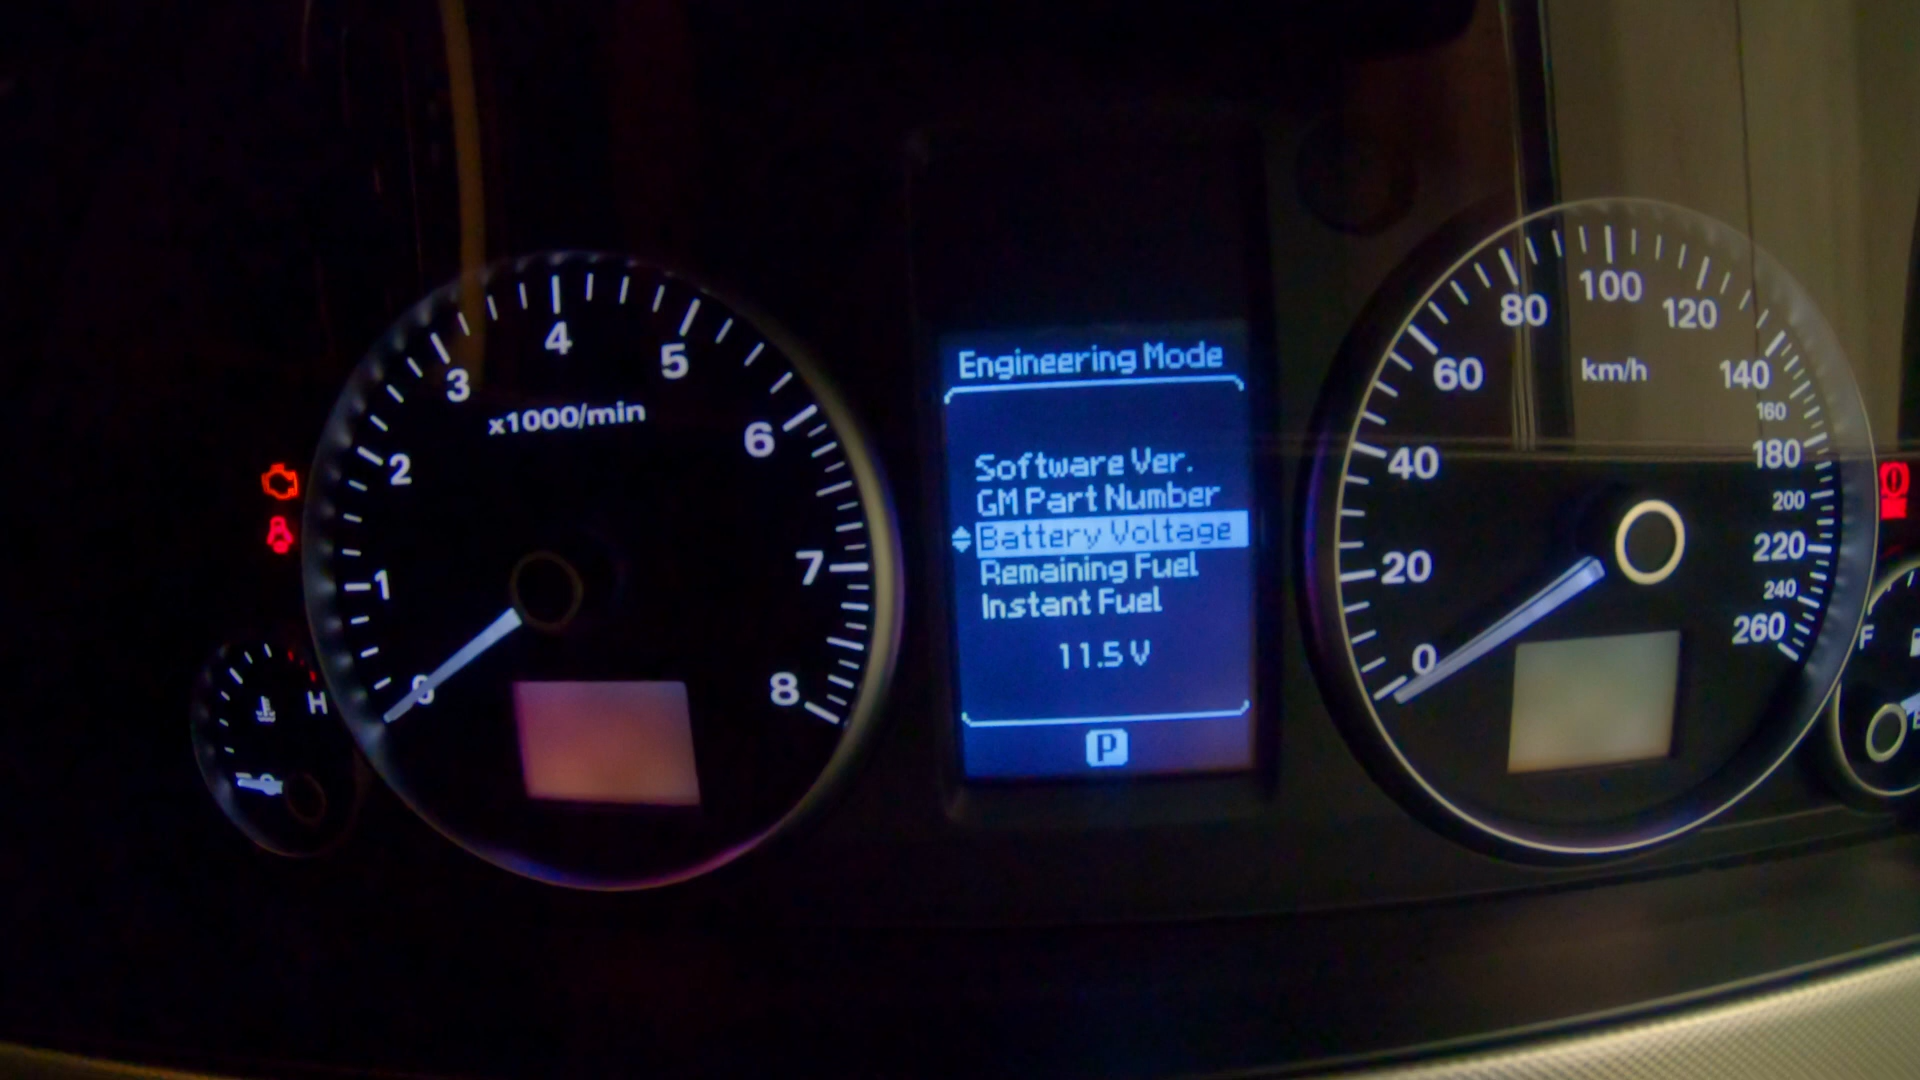 4
5
3
x1000/min
6
2
1
7
0
8
H
Engineering Mode
Software Ver.
GM Part Number
Battery Voltage
Remaining Fuel
Instant Fuel
11.5 V
P
100
80
120
km/h
60
140
160
40
180
200
20
220
240
0
260
F
E